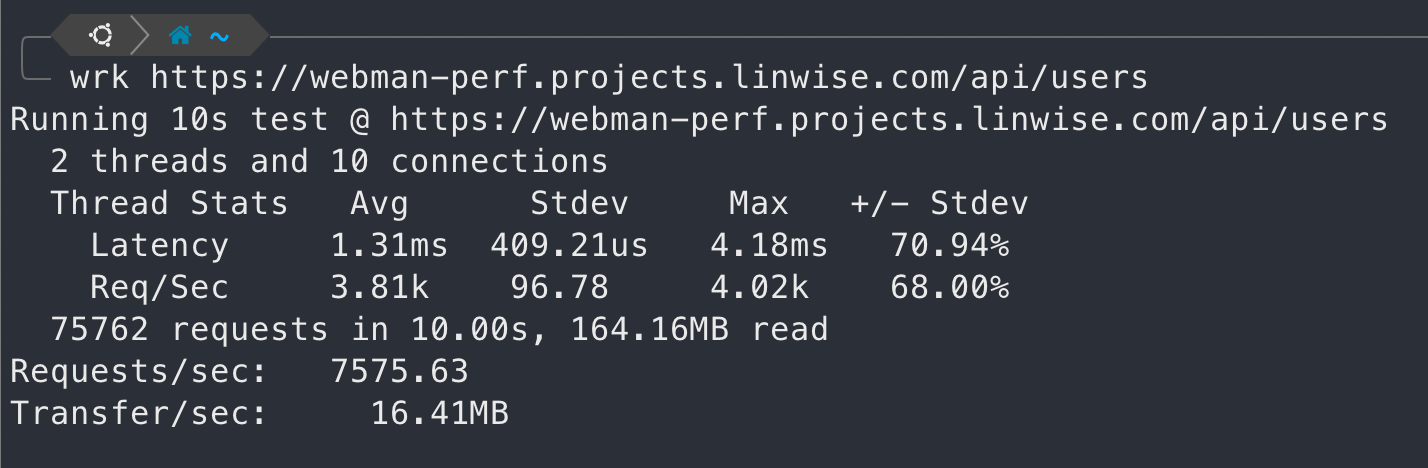 ~
wrk https://webman-perf.projects.linwise.com/api/users
Running 10s test @ https://webman-perf.projects.linwise.com/api/users
  2 threads and 10 connections
  Thread Stats   Avg      Stdev     Max   +/- Stdev
    Latency     1.31ms  409.21us   4.18ms   70.94%
    Req/Sec     3.81k    96.78     4.02k    68.00%
  75762 requests in 10.00s, 164.16MB read
Requests/sec:   7575.63
Transfer/sec:     16.41MB